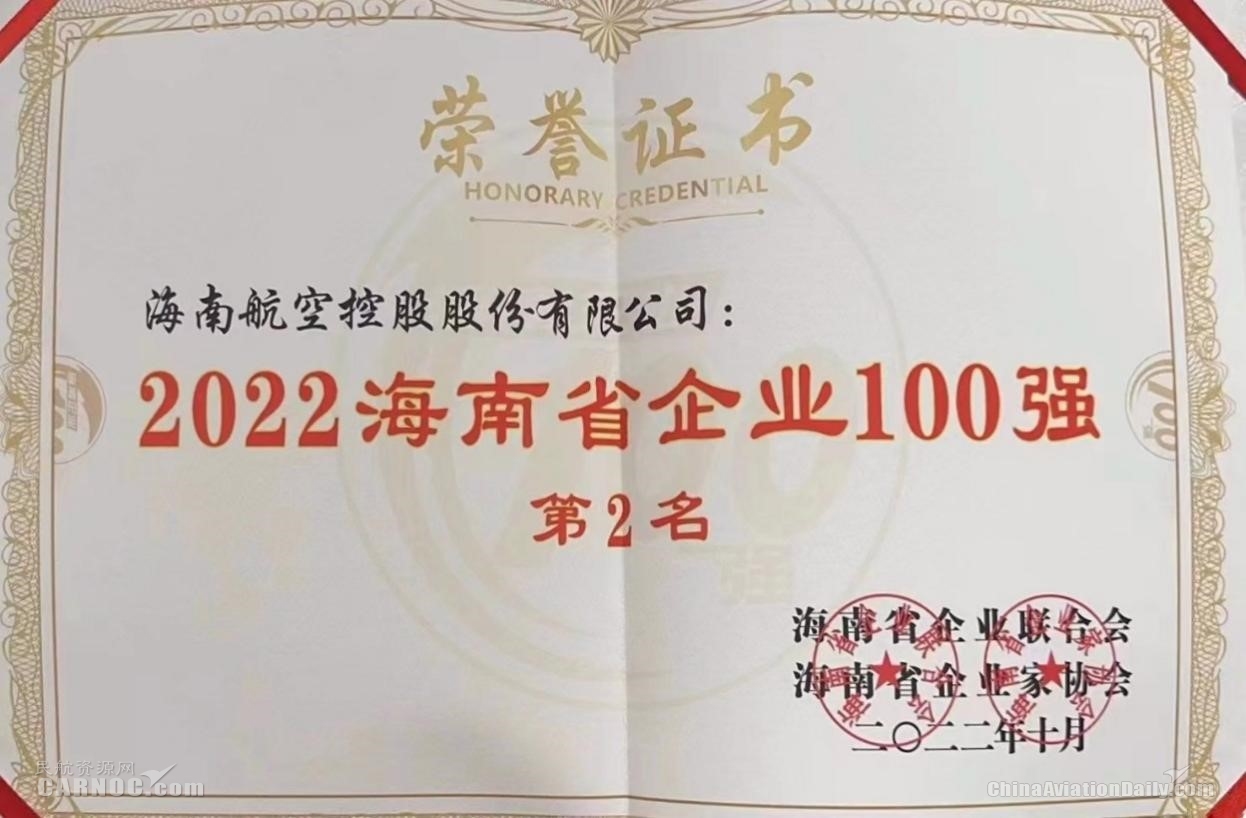 荣誉证书
HONORARY CREDENTIAL
海南航空控股股份有限公司：
2022海南省企业100强
第2名
强
海南省企业联合会
海南省企业家协会
二〇二二年十月
民航资源网
CARNOC.com
ChinaAviationDaily.com